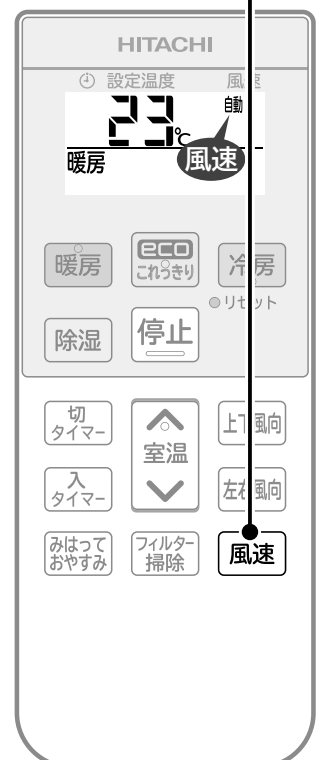 HITACHI
設定温度 風速
23℃ 自動
暖房 風速
暖房 eco これっきり 冷房
リセット
除湿 停止
切タイマー 室温 上下風向
入タイマー 左右風向
みはっておやすみ フィルター掃除 風速